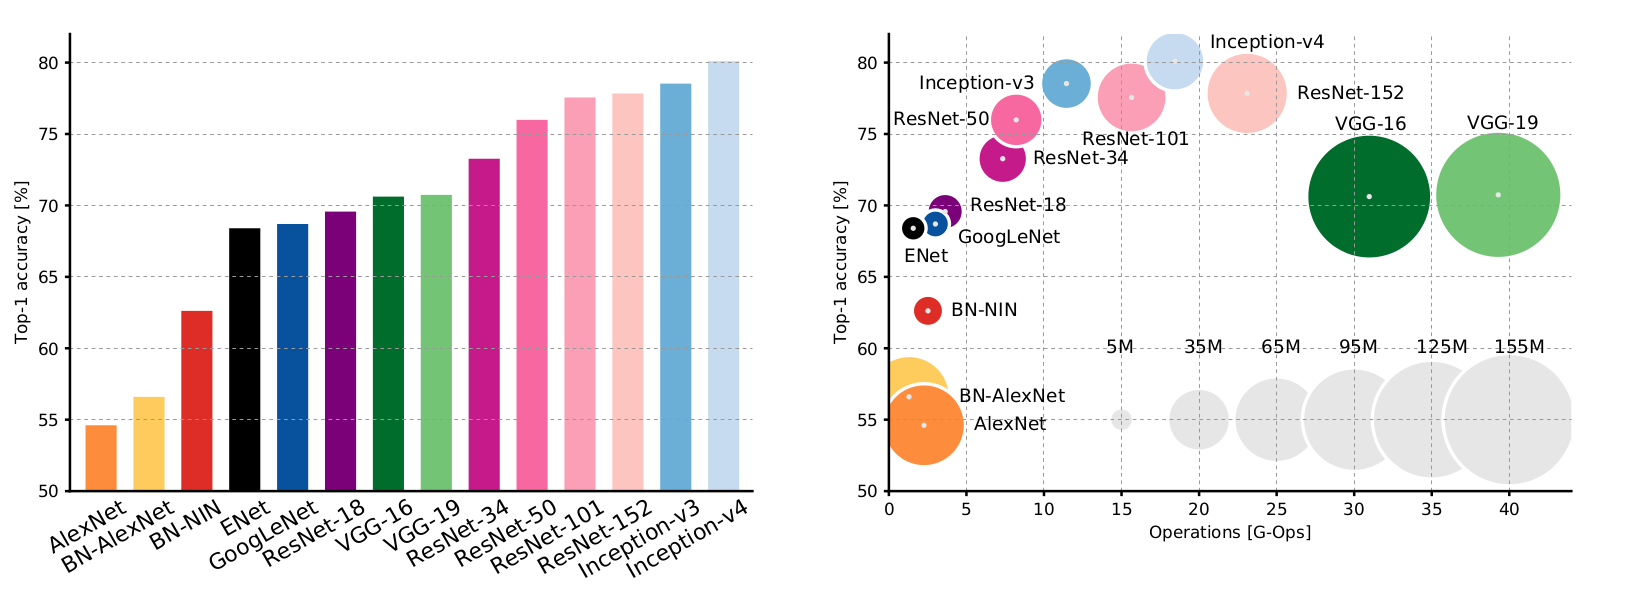 80
75
70
65
60
55
50
Top-1 accuracy [%]
AlexNet
BN-AlexNet
BN-NIN
ENet
GoogLeNet
ResNet-18
VGG-16
VGG-19
ResNet-34
ResNet-50
ResNet-101
ResNet-152
Inception-v3
Inception-v4
80
75
70
65
60
55
50
Top-1 accuracy [%]
Inception-v4
Inception-v3
ResNet-152
ResNet-50
VGG-16
VGG-19
ResNet-101
ResNet-34
ResNet-18
GoogLeNet
ENet
BN-NIN
5M 35M 65M 95M 125M 155M
BN-AlexNet
AlexNet
0 5 10 15 20 25 30 35 40
Operations [G-Ops]